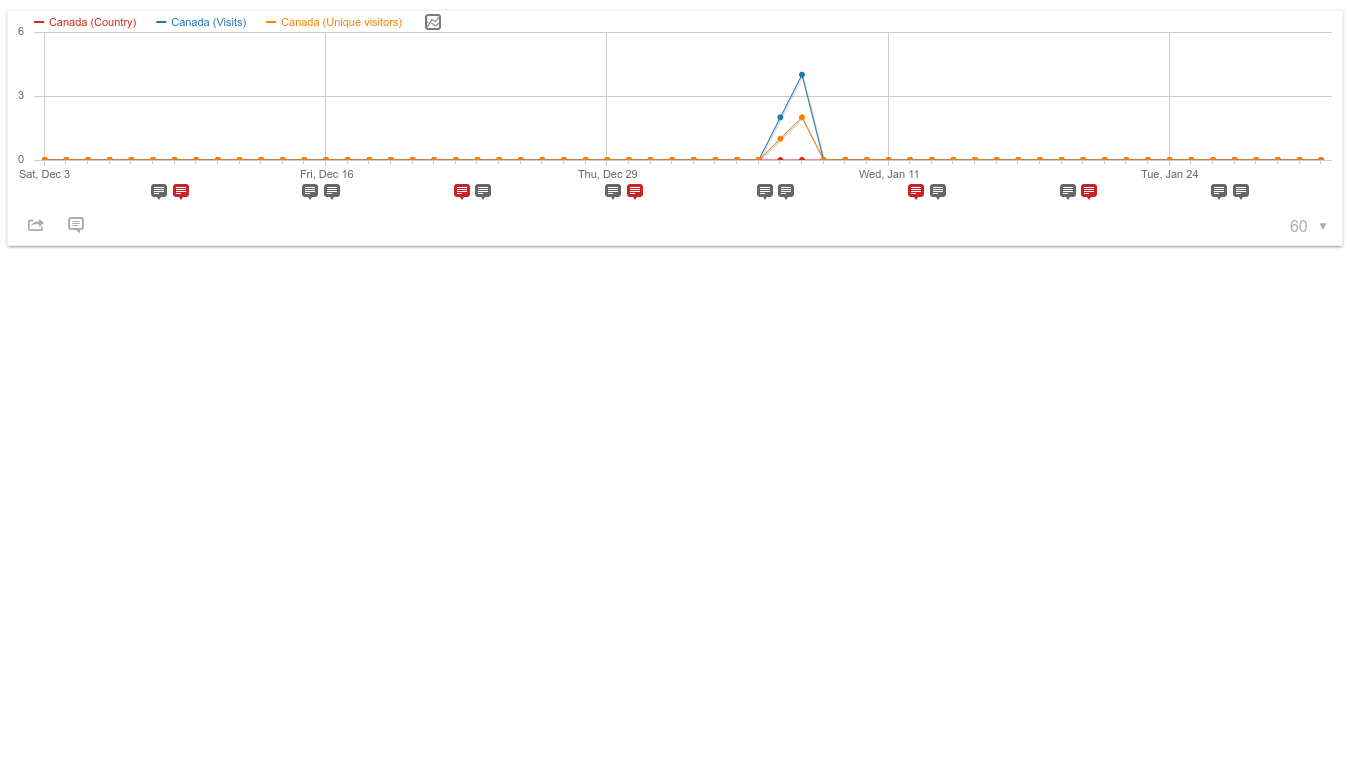 Canada (Country) Canada (Visits) Canada (Unique visitors)
6
3
0
Sat, Dec 3 Fri, Dec 16 Thu, Dec 29 Wed, Jan 11 Tue, Jan 24
60 ▼